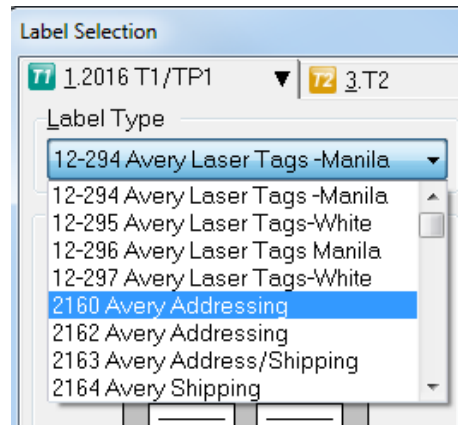 Label Selection
T1 1.2016 T1/TP1 ▼ T2 3.T2
Label Type
12-294 Avery Laser Tags -Manila
12-294 Avery Laser Tags -Manila
12-295 Avery Laser Tags-White
12-296 Avery Laser Tags Manila
12-297 Avery Laser Tags-White
2160 Avery Addressing
2162 Avery Addressing
2163 Avery Address/Shipping
2164 Avery Shipping